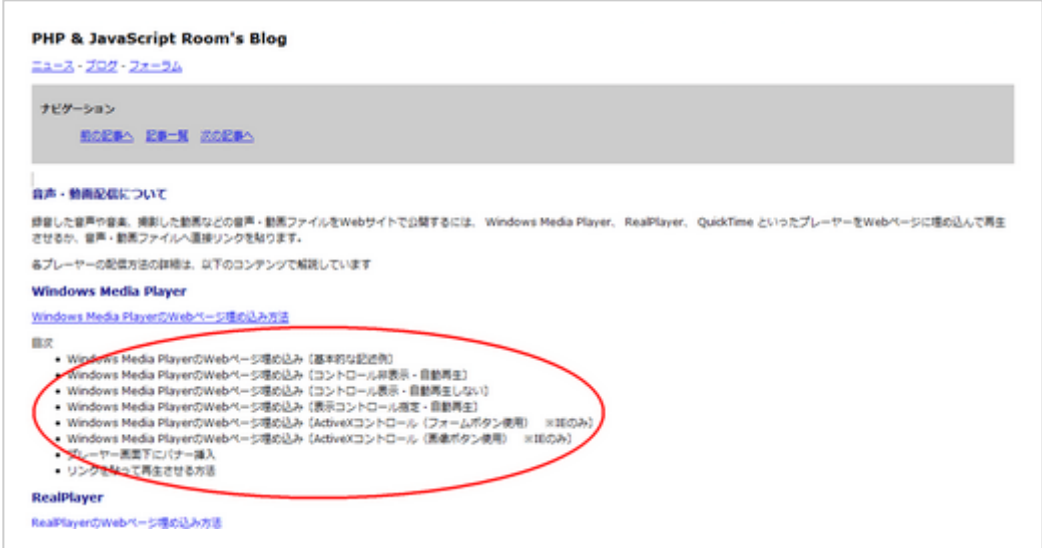 PHP & JavaScript Room's Blog
ニュース - ブログ - フォーラム
ナビゲーション
前の記事へ 記事一覧 次の記事へ
音声・動画配信について
録音した音声や音楽、撮影した動画などの音声・動画ファイルをWebサイトで公開するには、 Windows Media Player、 RealPlayer、 QuickTime といったプレーヤーをWebページに埋め込んで再生
させるか、音声・動画ファイルへ直接リンクを貼ります。
各プレーヤーの配信方法の詳細は、以下のコンテンツで解説しています
Windows Media Player
Windows Media PlayerのWebページ埋め込み方法
目次
• Windows Media PlayerのWebページ埋め込み（基本的な記述例）
• Windows Media PlayerのWebページ埋め込み（コントロール非表示・自動再生）
• Windows Media PlayerのWebページ埋め込み（コントロール表示・自動再生しない）
• Windows Media PlayerのWebページ埋め込み（表示コントロール指定・自動再生）
• Windows Media PlayerのWebページ埋め込み（ActiveXコントロール（フォームボタン使用） ※IEのみ）
• Windows Media PlayerのWebページ埋め込み（ActiveXコントロール（画像ボタン使用） ※IEのみ）
• プレーヤー画面下にバナー挿入
• リンクを貼って再生させる方法
RealPlayer
RealPlayerのWebページ埋め込み方法